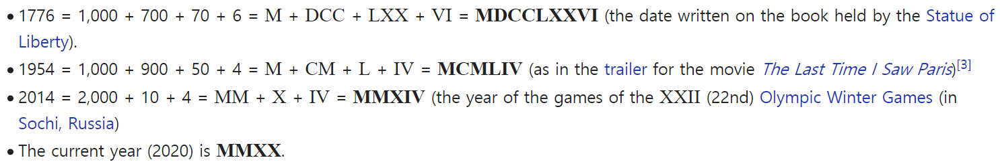 • 1776 = 1,000 + 700 + 70 + 6 = M + DCC + LXX + VI = MDCCLXXVI (the date written on the book held by the Statue of
Liberty).
• 1954 = 1,000 + 900 + 50 + 4 = M + CM + L + IV = MCMLIV (as in the trailer for the movie The Last Time I Saw Paris)[3]
• 2014 = 2,000 + 10 + 4 = MM + X + IV = MMXIV (the year of the games of the XXII (22nd) Olympic Winter Games (in
Sochi, Russia)
• The current year (2020) is MMXX.